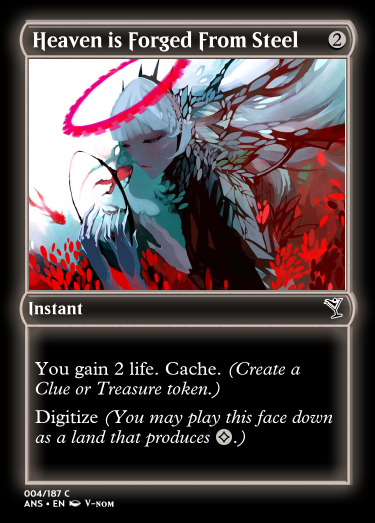 Heaven is Forged From Steel 2
Instant
You gain 2 life. Cache. (Create a
Clue or Treasure token.)
Digitize (You may play this face down
as a land that produces .)
004/187 C
ANS • EN V-nom